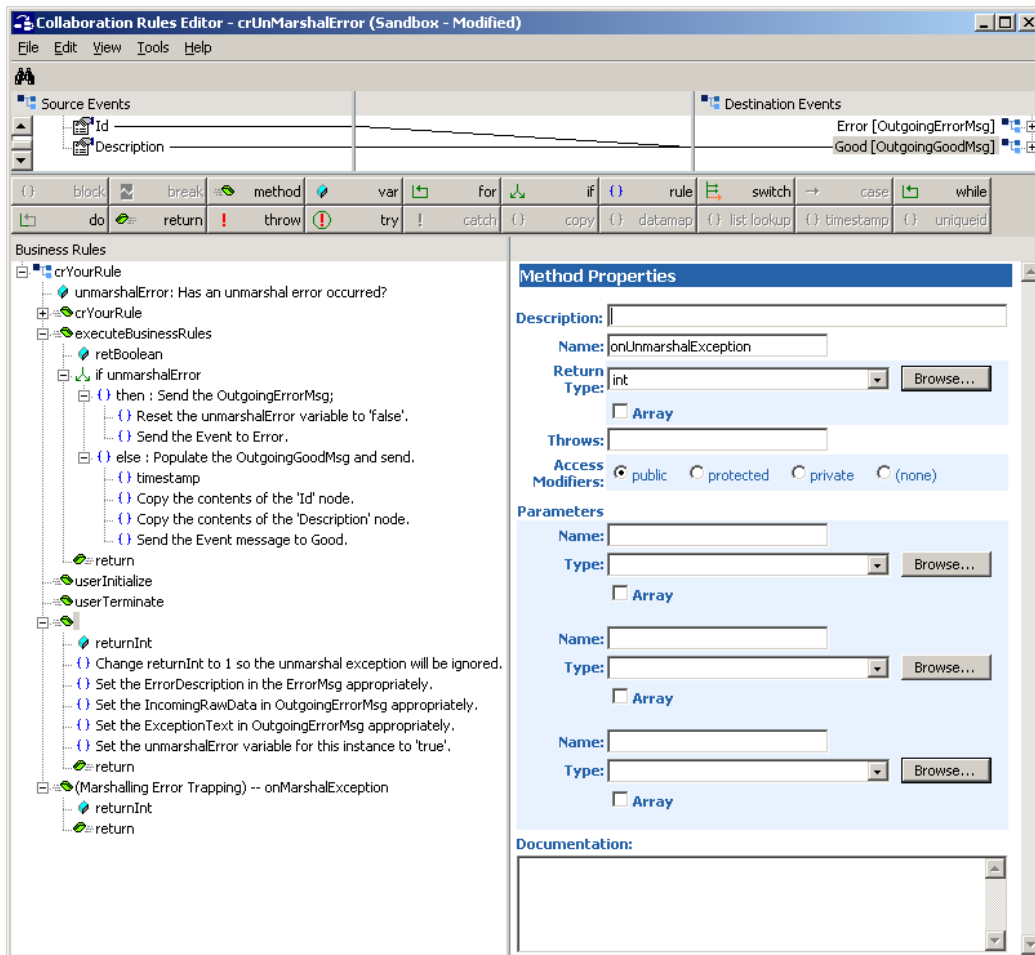 Collaboration Rules Editor - crUnMarshalError (Sandbox - Modified)
File Edit View Tools Help
Source Events
Destination Events
Id
Error [OutgoingErrorMsg]
Description
Good [OutgoingGoodMsg]
{} block break method var for if {} rule switch case while
do return throw try ! catch {} copy {} datamap {} list lookup {} timestamp {} uniqueid
Business Rules
crYourRule
unmarshalError: Has an unmarshal error occurred?
crYourRule
executeBusinessRules
retBoolean
if unmarshalError
{} then : Send the OutgoingErrorMsg;
{} Reset the unmarshalError variable to 'false'.
{} Send the Event to Error.
{} else : Populate the OutgoingGoodMsg and send.
{} timestamp
{} Copy the contents of the 'Id' node.
{} Copy the contents of the 'Description' node.
{} Send the Event message to Good.
return
userInitialize
userTerminate
returnInt
{} Change returnInt to 1 so the unmarshal exception will be ignored.
{} Set the ErrorDescription in the ErrorMsg appropriately.
{} Set the IncomingRawData in OutgoingErrorMsg appropriately.
{} Set the ExceptionText in OutgoingErrorMsg appropriately.
{} Set the unmarshalError variable for this instance to 'true'.
return
(Marshalling Error Trapping) -- onMarshalException
returnInt
return
Method Properties
Description:
Name: onUnmarshalException
Return Type: int Browse...
Array
Throws:
Access Modifiers: public protected private (none)
Parameters
Name:
Type: Browse...
Array
Name:
Type: Browse...
Array
Name:
Type: Browse...
Array
Documentation: